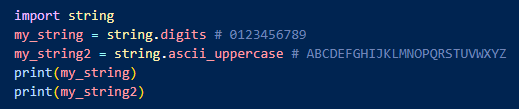 import string
my_string = string.digits # 0123456789
my_string2 = string.ascii_uppercase # ABCDEFGHIJKLMNOPQRSTUVWXYZ
print(my_string)
print(my_string2)